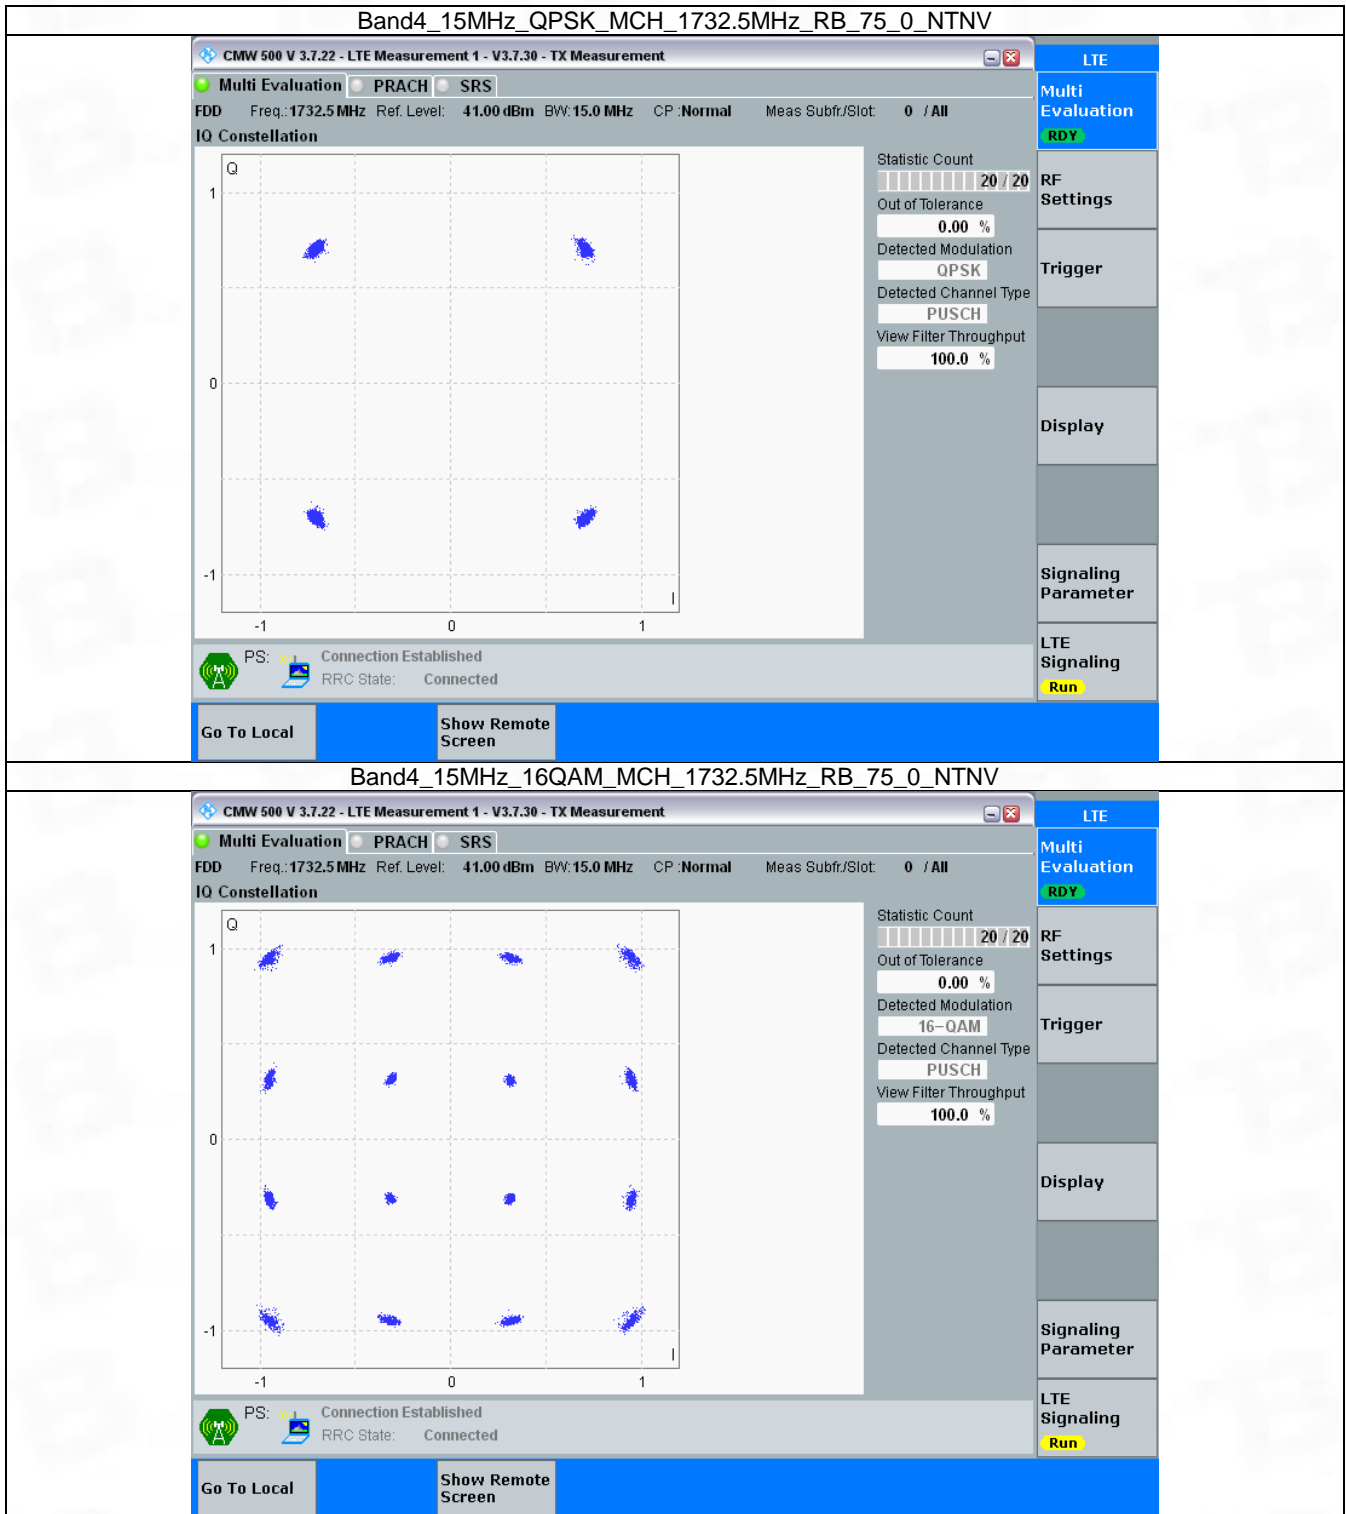 Band4_15MHz_QPSK_MCH_1732.5MHz_RB_75_0_NTNV
CMW 500 V 3.7.22 - LTE Measurement 1 - V3.7.30 - TX Measurement
LTE
Multi Evaluation PRACH SRS
Multi
Evaluation
RDY
FDD Freq.: 1732.5 MHz Ref. Level: 41.00 dBm BW: 15.0 MHz CP : Normal Meas Subfr./Slot: 0 / All
IQ Constellation
Q
1
0
-1
I
-1 0 1
Statistic Count
20 / 20
Out of Tolerance
0.00 %
Detected Modulation
QPSK
Detected Channel Type
PUSCH
View Filter Throughput
100.0 %
RF
Settings
Trigger
Display
Signaling
Parameter
LTE
Signaling
Run
PS: Connection Established
RRC State: Connected
Go To Local
Show Remote
Screen
Band4_15MHz_16QAM_MCH_1732.5MHz_RB_75_0_NTNV
CMW 500 V 3.7.22 - LTE Measurement 1 - V3.7.30 - TX Measurement
LTE
Multi Evaluation PRACH SRS
Multi
Evaluation
RDY
FDD Freq.: 1732.5 MHz Ref. Level: 41.00 dBm BW: 15.0 MHz CP : Normal Meas Subfr./Slot: 0 / All
IQ Constellation
Q
1
0
-1
I
-1 0 1
Statistic Count
20 / 20
Out of Tolerance
0.00 %
Detected Modulation
16-QAM
Detected Channel Type
PUSCH
View Filter Throughput
100.0 %
RF
Settings
Trigger
Display
Signaling
Parameter
LTE
Signaling
Run
PS: Connection Established
RRC State: Connected
Go To Local
Show Remote
Screen